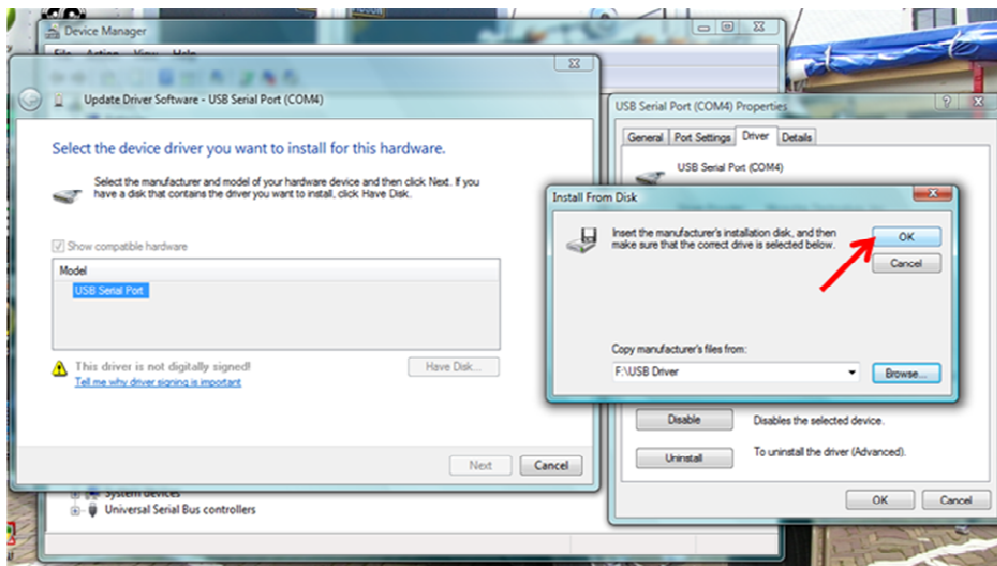 Device Manager
File Action View Help
Update Driver Software - USB Serial Port (COM4)
Select the device driver you want to install for this hardware.
Select the manufacturer and model of your hardware device and then click Next. If you
have a disk that contains the driver you want to install, click Have Disk.
Show compatible hardware
Model
USB Serial Port
This driver is not digitally signed!
Tell me why driver signing is important
Have Disk...
Next
Cancel
System devices
Universal Serial Bus controllers
USB Serial Port (COM4) Properties
General
Port Settings
Driver
Details
USB Serial Port (COM4)
Install From Disk
Insert the manufacturer's installation disk, and then
make sure that the correct drive is selected below.
OK
Cancel
Copy manufacturer's files from:
F:\USB Driver
Browse...
Disable
Disables the selected device.
Uninstall
To uninstall the driver (Advanced).
OK
Cancel